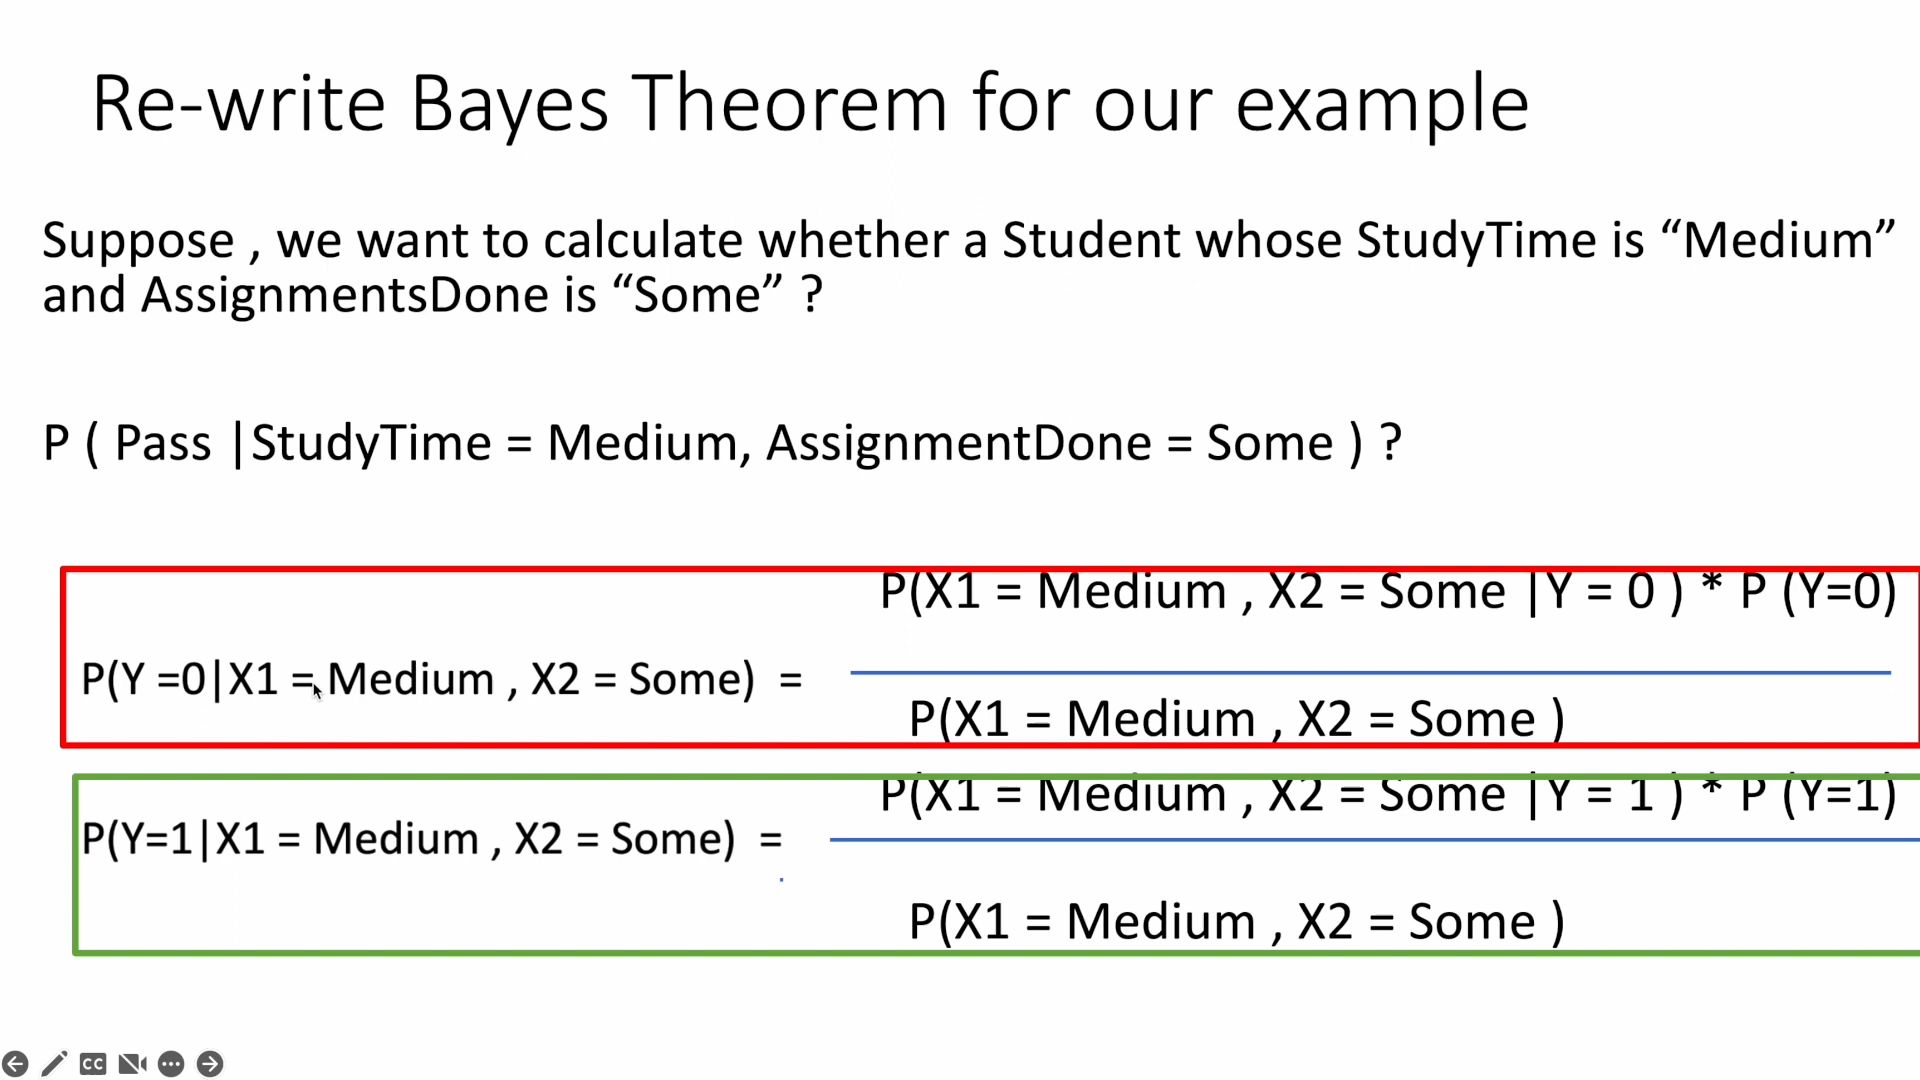 Re-write Bayes Theorem for our example
Suppose , we want to calculate whether a Student whose StudyTime is “Medium”
and AssignmentsDone is “Some” ?
P ( Pass |StudyTime = Medium, AssignmentDone = Some ) ?
P(X1 = Medium , X2 = Some |Y = 0 ) * P (Y=0)
P(Y =0|X1 = Medium , X2 = Some) =
P(X1 = Medium , X2 = Some )
P(X1 = Medium , X2 = Some |Y = 1 ) * P (Y=1)
P(Y=1|X1 = Medium , X2 = Some) =
P(X1 = Medium , X2 = Some )
CC